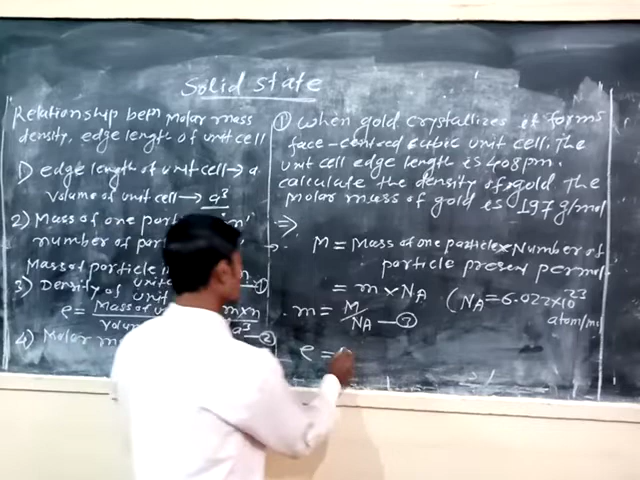 Solid state
Relationship betn Molar mass
density, edge length of unit cell
1) edge length of unit cell → a
Volume of unit cell → a³
2) Mass of one
number of
Mass of particle
3) Density of unit
unit
e = Mass of m×n ①
Volu a³ ②
4) Molar m
① When gold crystallizes it forms
face-centred cubic unit cell. The
unit cell edge length is 408pm.
calculate the density of gold. The
Molar mass of gold is 197 g/mol
⇒
M = Mass of one particle × Number of
particle present per mol
= m × NA (NA = 6.022×10²³
atom/mol
m = M/NA — ③
e =